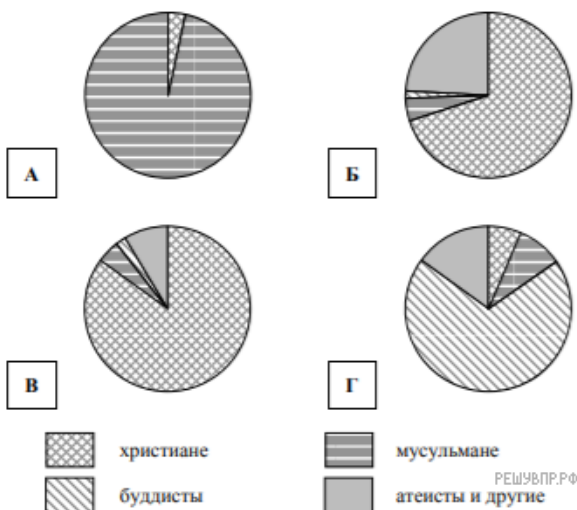 А
Б
В
Г
христиане
мусульмане
буддисты
атеисты и другие
РЕШУВПР.РФ